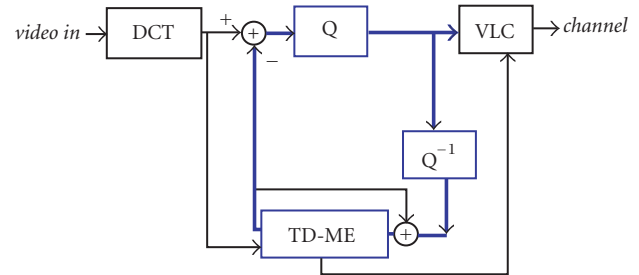 video in
DCT
+
+
−
Q
VLC
channel
Q⁻¹
TD-ME
+